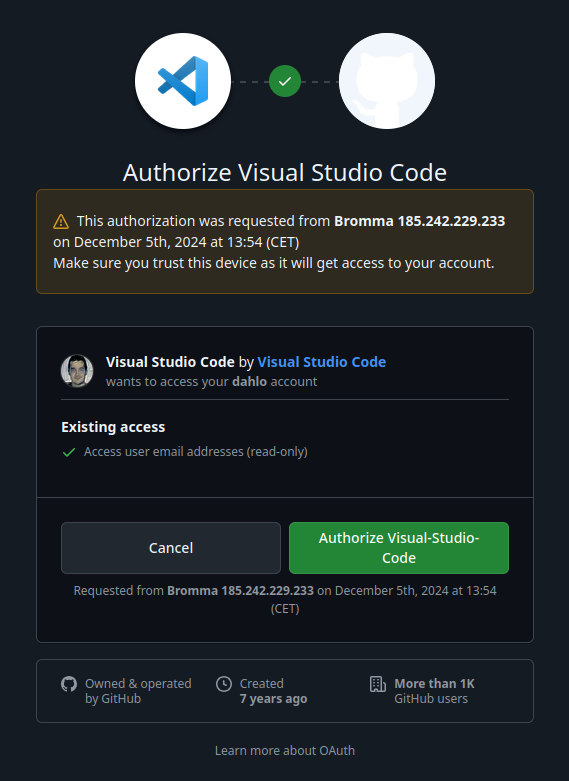 Authorize Visual Studio Code
This authorization was requested from Bromma 185.242.229.233
on December 5th, 2024 at 13:54 (CET)
Make sure you trust this device as it will get access to your account.
Visual Studio Code by Visual Studio Code
wants to access your dahlo account
Existing access
Access user email addresses (read-only)
Cancel
Authorize Visual-Studio-
Code
Requested from Bromma 185.242.229.233 on December 5th, 2024 at 13:54
(CET)
Owned & operated
by GitHub
Created
7 years ago
More than 1K
GitHub users
Learn more about OAuth